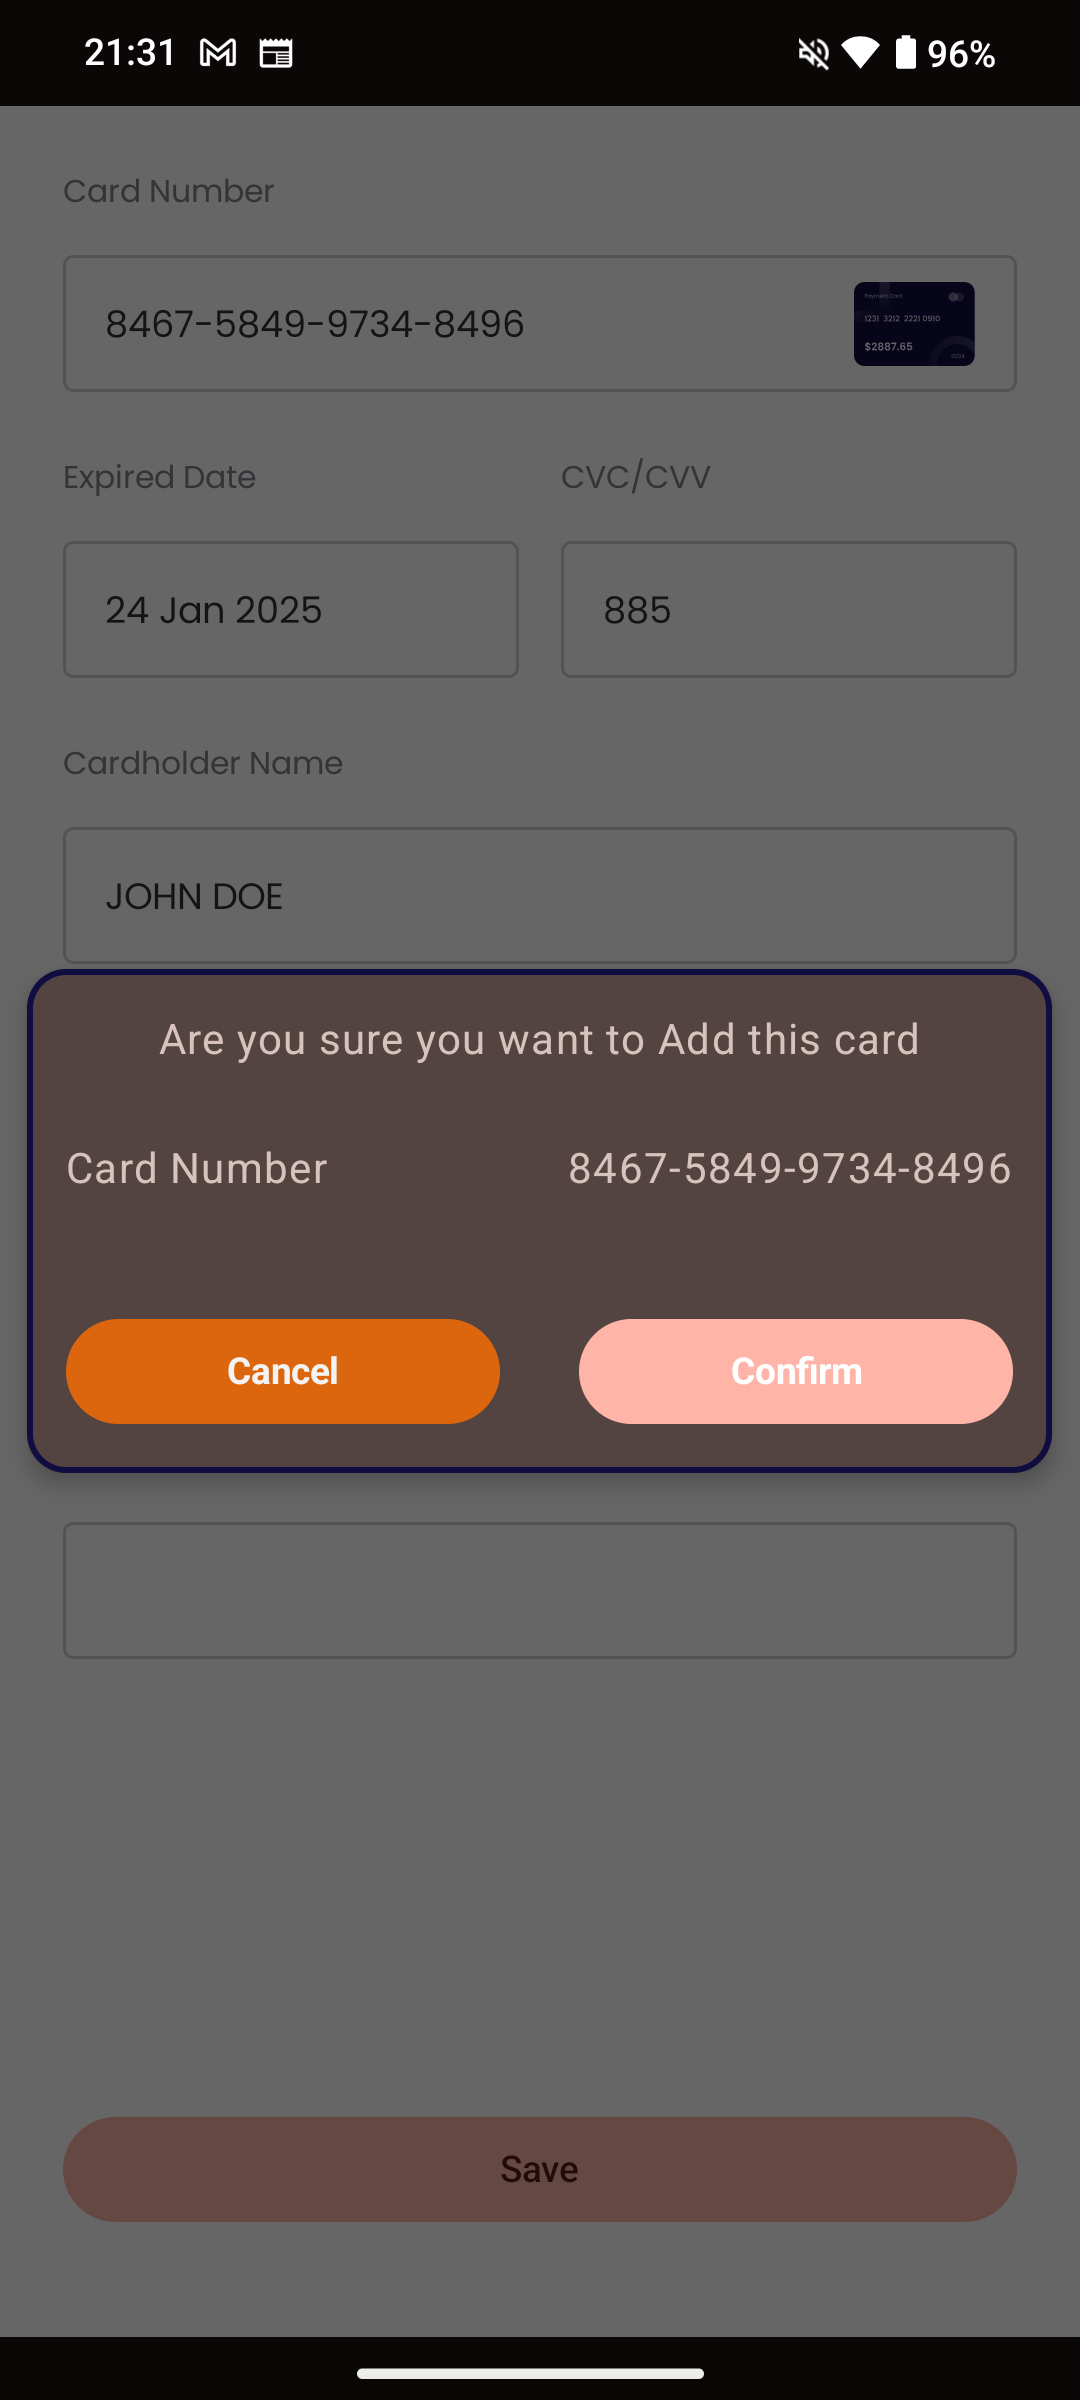 21:31
96%
Card Number
8467-5849-9734-8496
Payment Card
1231 3212 2221 0910
$2887.65
Expired Date
CVC/CVV
24 Jan 2025
885
Cardholder Name
JOHN DOE
Are you sure you want to Add this card
Card Number
8467-5849-9734-8496
Cancel
Confirm
Save